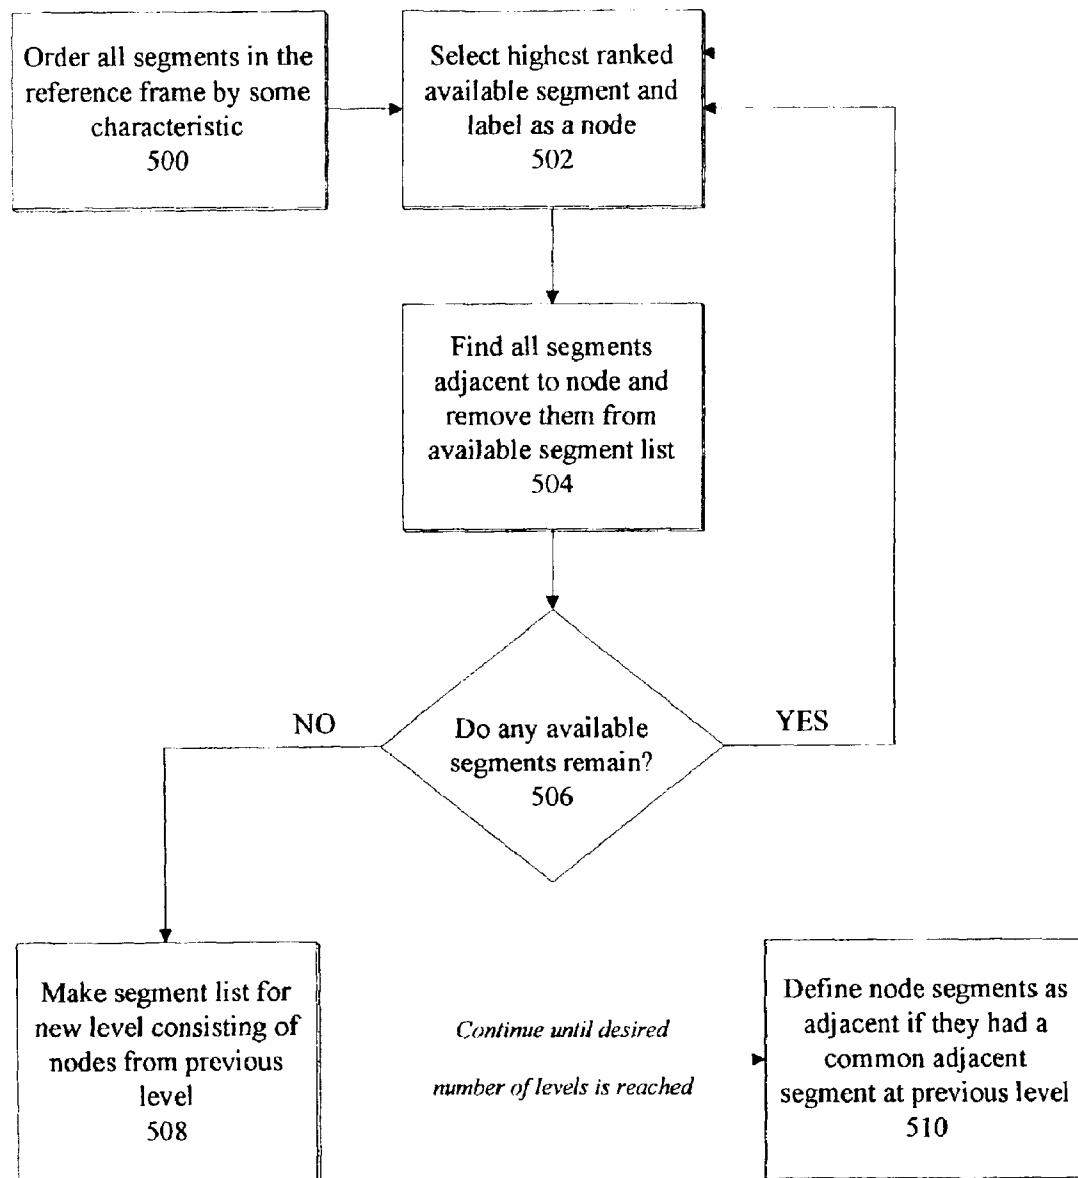 Order all segments in the
reference frame by some
characteristic
500
Select highest ranked
available segment and
label as a node
502
Find all segments
adjacent to node and
remove them from
available segment list
504
NO
YES
Do any available
segments remain?
506
Make segment list for
new level consisting of
nodes from previous
level
508
Continue until desired
number of levels is reached
Define node segments as
adjacent if they had a
common adjacent
segment at previous level
510